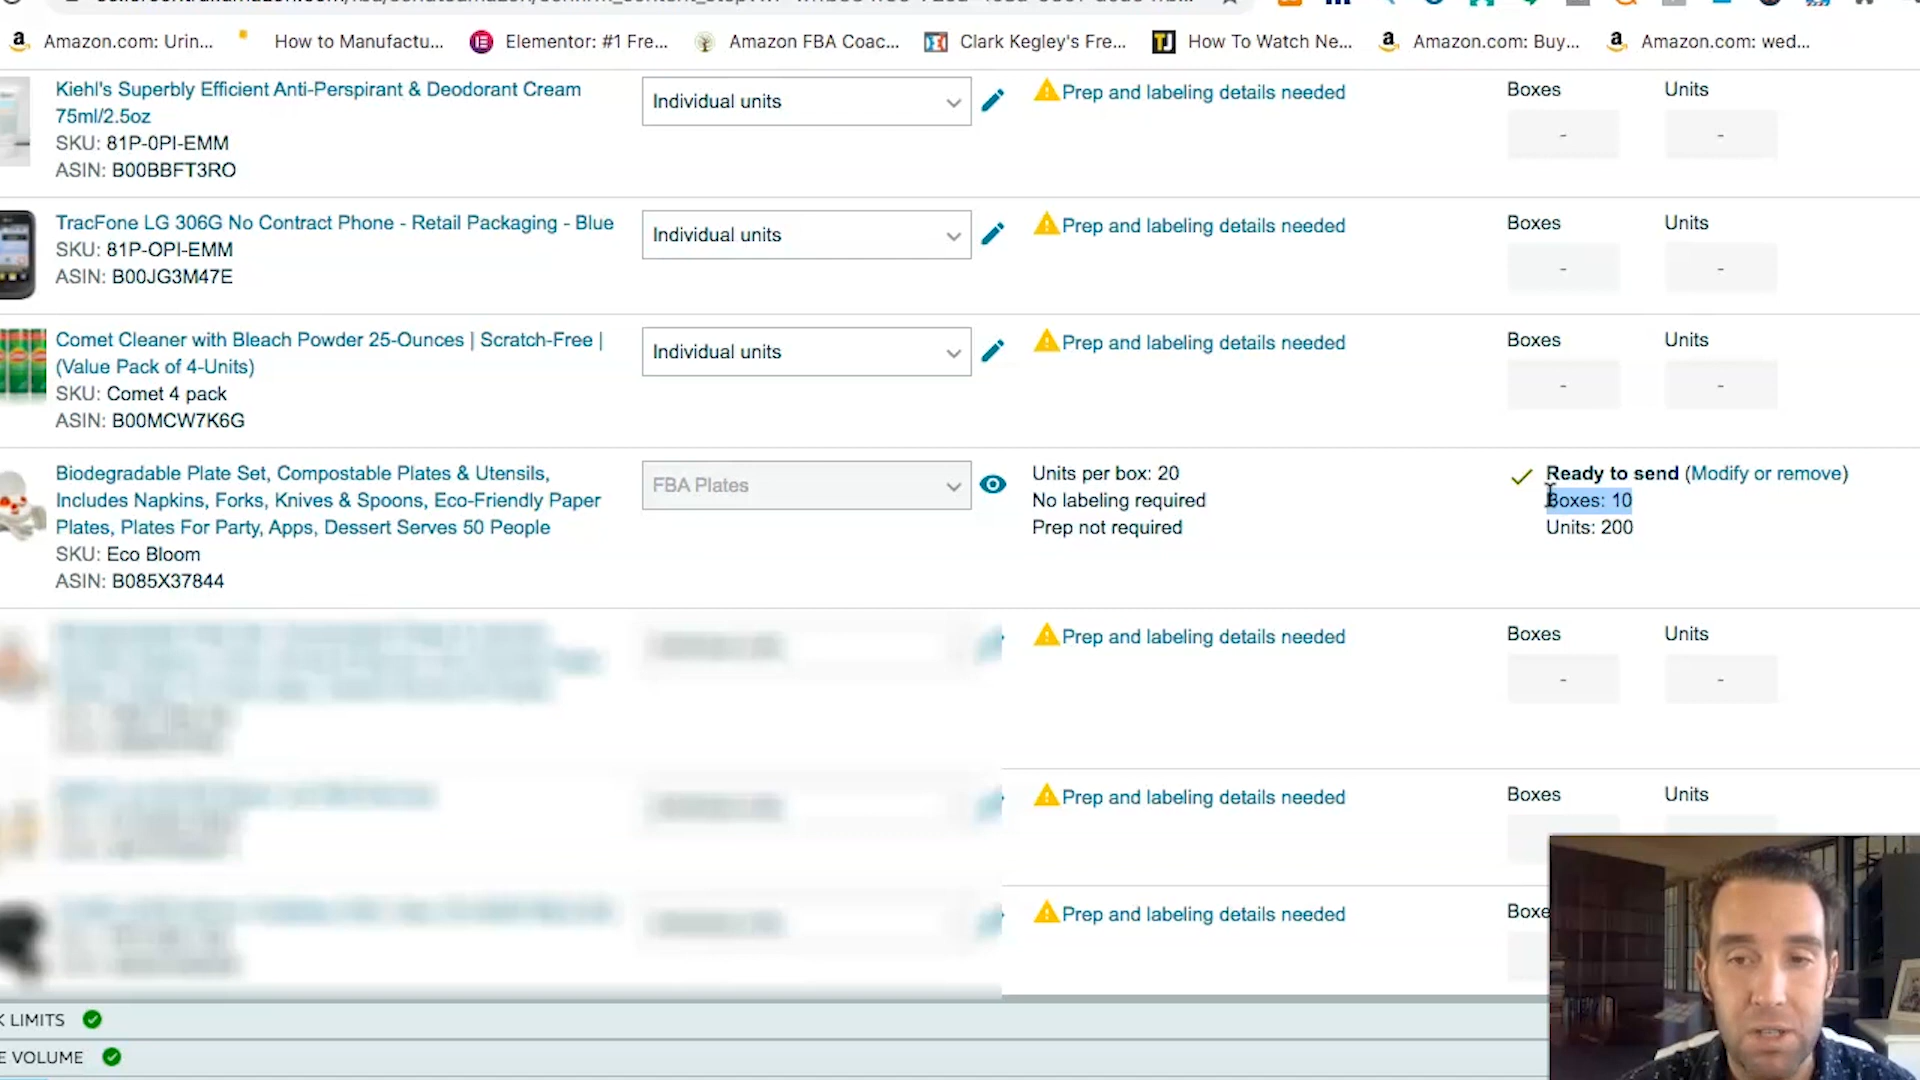 Amazon.com: Urin...
How to Manufactu...
Elementor: #1 Fre...
Amazon FBA Coac...
Clark Kegley's Fre...
How To Watch Ne...
Amazon.com: Buy...
Amazon.com: wed...
Kiehl's Superbly Efficient Anti-Perspirant & Deodorant Cream
75ml/2.5oz
SKU: 81P-0PI-EMM
ASIN: B00BBFT3RO
Individual units
Prep and labeling details needed
Boxes
Units
-
-
TracFone LG 306G No Contract Phone - Retail Packaging - Blue
SKU: 81P-OPI-EMM
ASIN: B00JG3M47E
Individual units
Prep and labeling details needed
Boxes
Units
-
-
Comet Cleaner with Bleach Powder 25-Ounces | Scratch-Free |
(Value Pack of 4-Units)
SKU: Comet 4 pack
ASIN: B00MCW7K6G
Individual units
Prep and labeling details needed
Boxes
Units
-
-
Biodegradable Plate Set, Compostable Plates & Utensils,
Includes Napkins, Forks, Knives & Spoons, Eco-Friendly Paper
Plates, Plates For Party, Apps, Dessert Serves 50 People
SKU: Eco Bloom
ASIN: B085X37844
FBA Plates
Units per box: 20
No labeling required
Prep not required
Ready to send (Modify or remove)
Boxes: 10
Units: 200
Prep and labeling details needed
Boxes
Units
-
-
Prep and labeling details needed
Boxes
Units
Prep and labeling details needed
Boxe
K LIMITS
E VOLUME